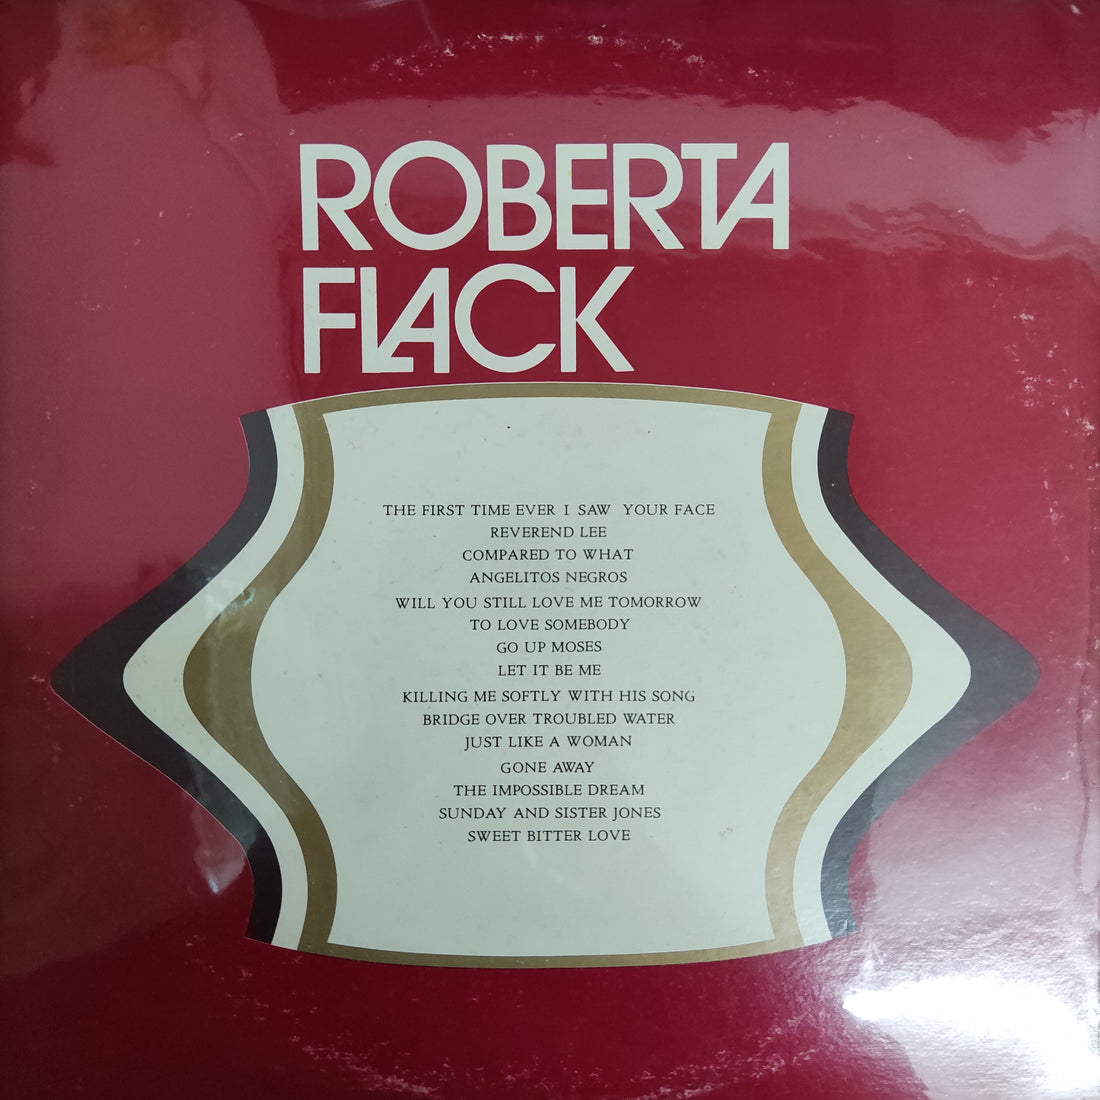 ROBERTA
FLACK
THE FIRST TIME EVER I SAW YOUR FACE
REVEREND LEE
COMPARED TO WHAT
ANGELITOS NEGROS
WILL YOU STILL LOVE ME TOMORROW
TO LOVE SOMEBODY
GO UP MOSES
LET IT BE ME
KILLING ME SOFTLY WITH HIS SONG
BRIDGE OVER TROUBLED WATER
JUST LIKE A WOMAN
GONE AWAY
THE IMPOSSIBLE DREAM
SUNDAY AND SISTER JONES
SWEET BITTER LOVE